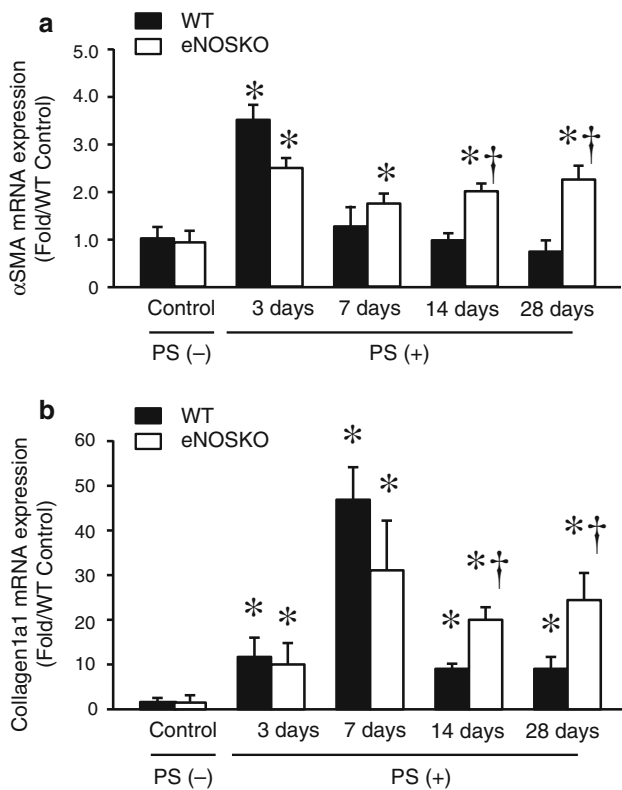 a
WT
eNOSKO
αSMA mRNA expression
(Fold/WT Control)
5.0
4.0
3.0
2.0
1.0
0
* * * *† *†
Control 3 days 7 days 14 days 28 days
PS (–) PS (+)
b
WT
eNOSKO
Collagen1a1 mRNA expression
(Fold/WT Control)
60
50
40
30
20
10
0
* * * * * *† * *†
Control 3 days 7 days 14 days 28 days
PS (–) PS (+)